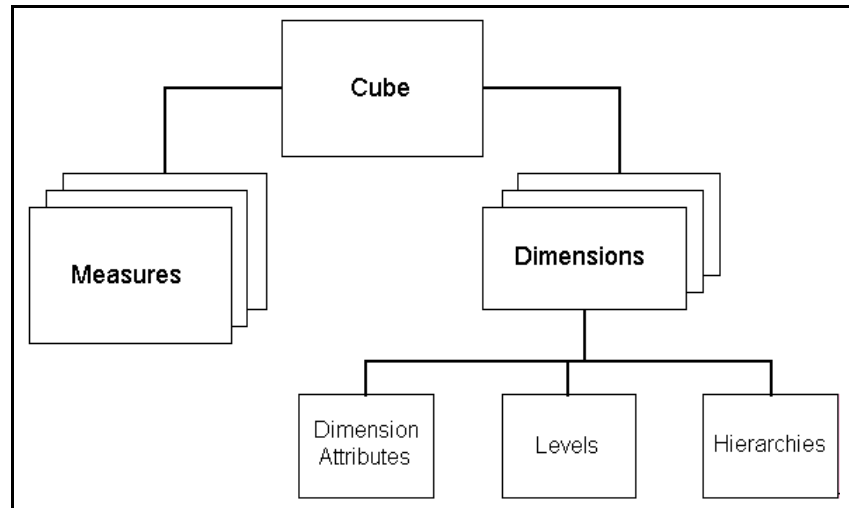 Cube
Measures
Dimensions
Dimension
Attributes
Levels
Hierarchies